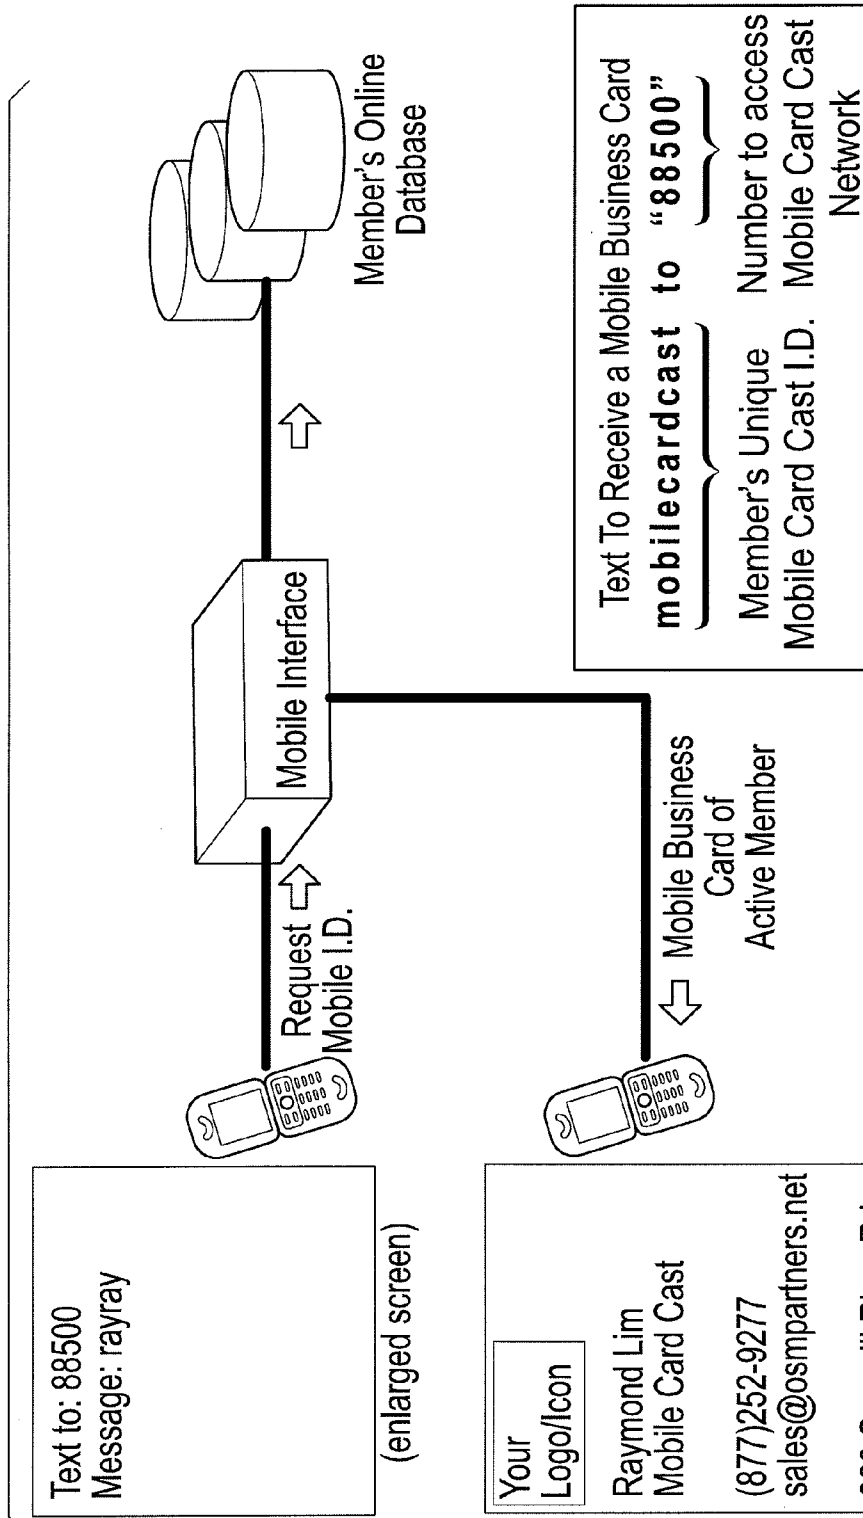 Text to: 88500
Message: rayray
(enlarged screen)
Request
Mobile I.D.
Mobile Interface
Member's Online
Database
Your
Logo/Icon
Raymond Lim
Mobile Card Cast
(877)252-9277
sales@osmpartners.net
Mobile Business
Card of
Active Member
Text To Receive a Mobile Business Card
mobilecardcast to “88500”
Member's Unique
Mobile Card Cast I.D.
Number to access
Mobile Card Cast
Network